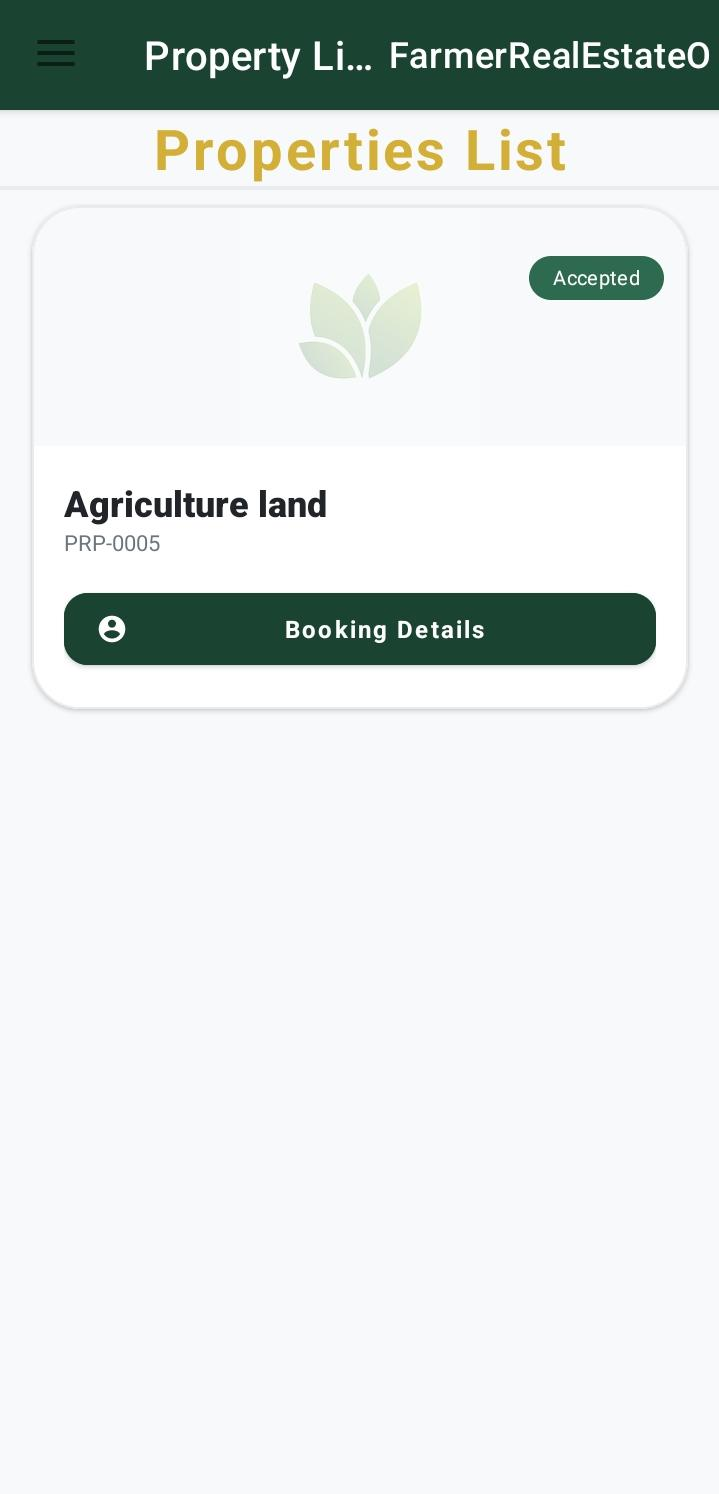 Property Li... FarmerRealEstateO
Properties List
Accepted
Agriculture land
PRP-0005
Booking Details